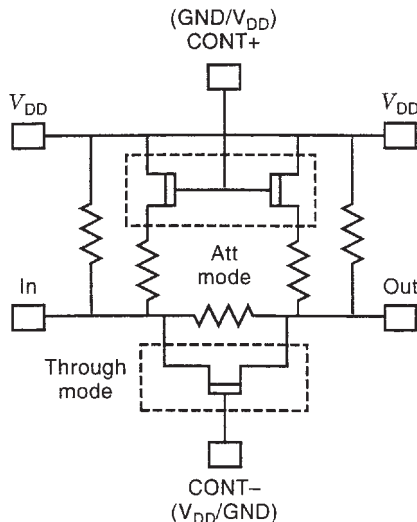 (GND/V_DD)
CONT+
V_DD
V_DD
Att
mode
In
Out
Through
mode
CONT–
(V_DD/GND)